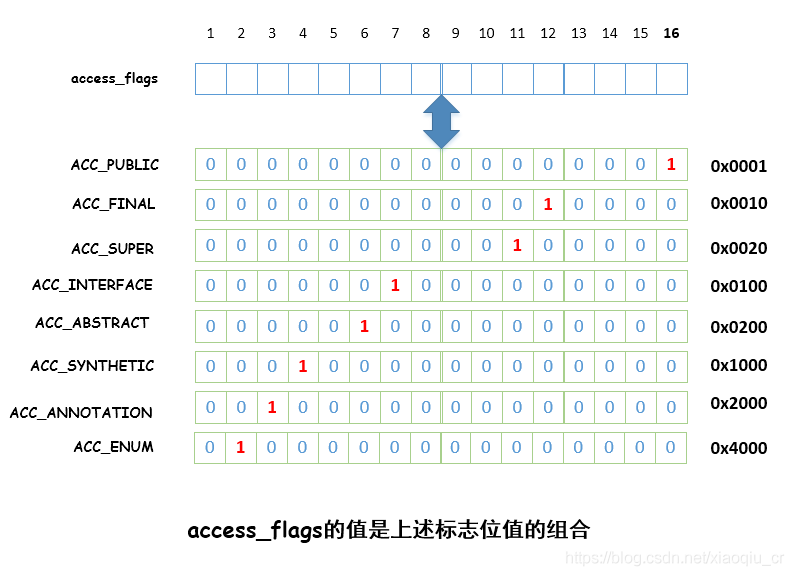 1 2 3 4 5 6 7 8 9 10 11 12 13 14 15 16
access_flags
ACC_PUBLIC 0 0 0 0 0 0 0 0 0 0 0 0 0 0 0 1 0x0001
ACC_FINAL 0 0 0 0 0 0 0 0 0 0 0 1 0 0 0 0 0x0010
ACC_SUPER 0 0 0 0 0 0 0 0 0 0 1 0 0 0 0 0 0x0020
ACC_INTERFACE 0 0 0 0 0 0 1 0 0 0 0 0 0 0 0 0 0x0100
ACC_ABSTRACT 0 0 0 0 0 1 0 0 0 0 0 0 0 0 0 0 0x0200
ACC_SYNTHETIC 0 0 0 1 0 0 0 0 0 0 0 0 0 0 0 0 0x1000
ACC_ANNOTATION 0 0 1 0 0 0 0 0 0 0 0 0 0 0 0 0 0x2000
ACC_ENUM 0 1 0 0 0 0 0 0 0 0 0 0 0 0 0 0 0x4000
access_flags的值是上述标志位值的组合
https://blog.csdn.net/xiaoqiu_cr